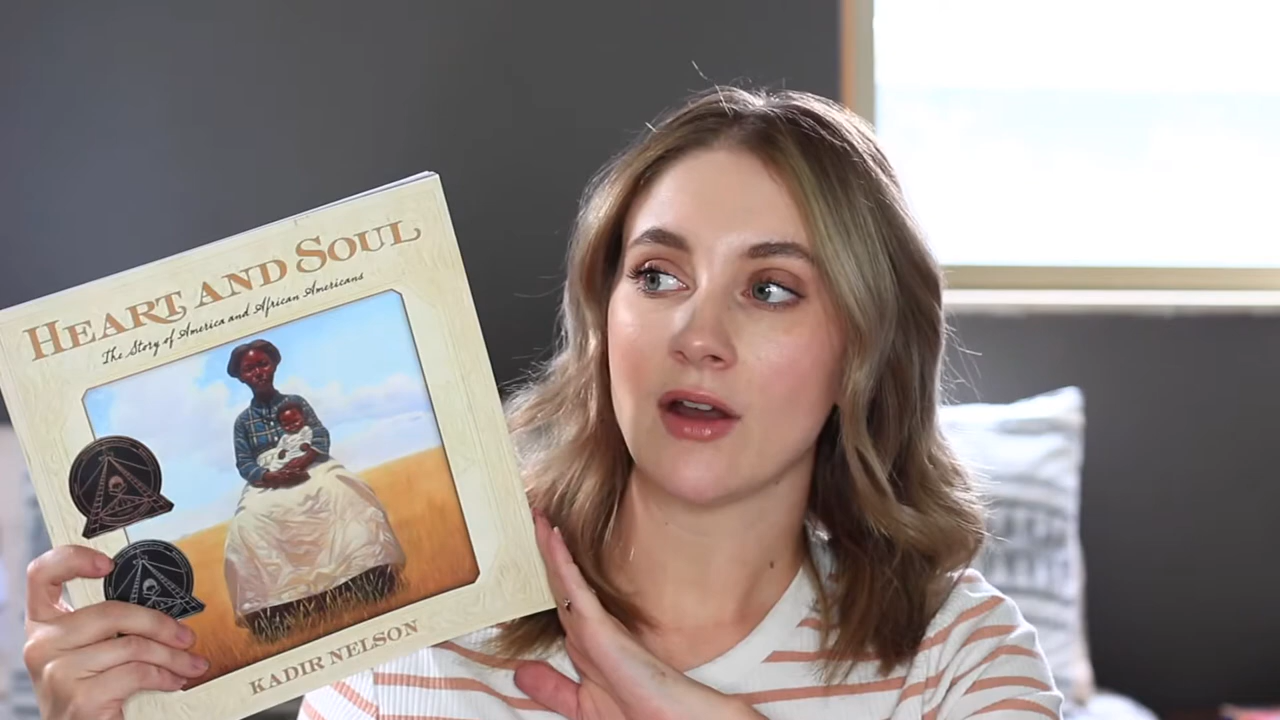 HEART AND SOUL
The Story of America and African Americans
KADIR NELSON